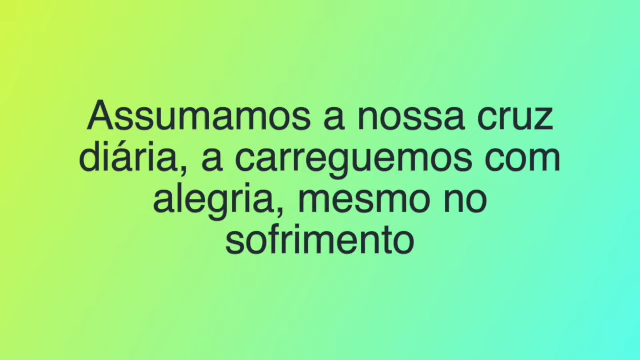 Assumamos a nossa cruz
diária, a carreguemos com
alegria, mesmo no
sofrimento